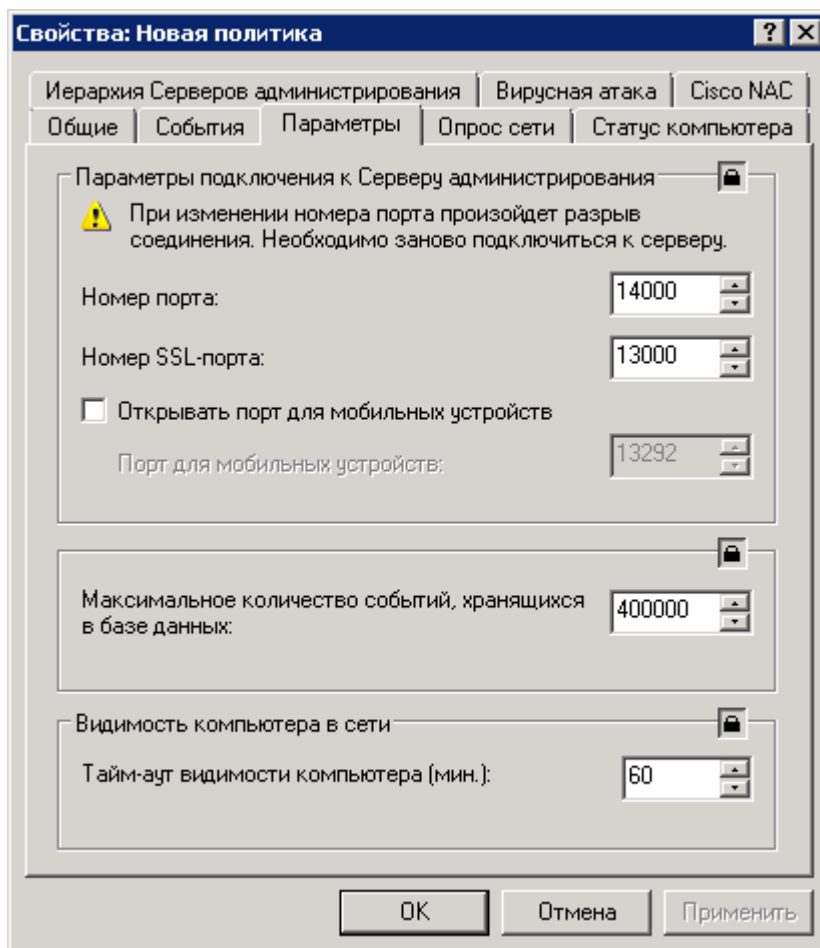 Свойства: Новая политика
Иерархия Серверов администрирования
Вирусная атака
Cisco NAC
Общие
События
Параметры
Опрос сети
Статус компьютера
Параметры подключения к Серверу администрирования
При изменении номера порта произойдет разрыв
соединения. Необходимо заново подключиться к серверу.
Номер порта:
14000
Номер SSL-порта:
13000
Открывать порт для мобильных устройств
Порт для мобильных устройств:
13292
Максимальное количество событий, хранящихся
в базе данных:
400000
Видимость компьютера в сети
Тайм-аут видимости компьютера (мин.):
60
OK
Отмена
Применить